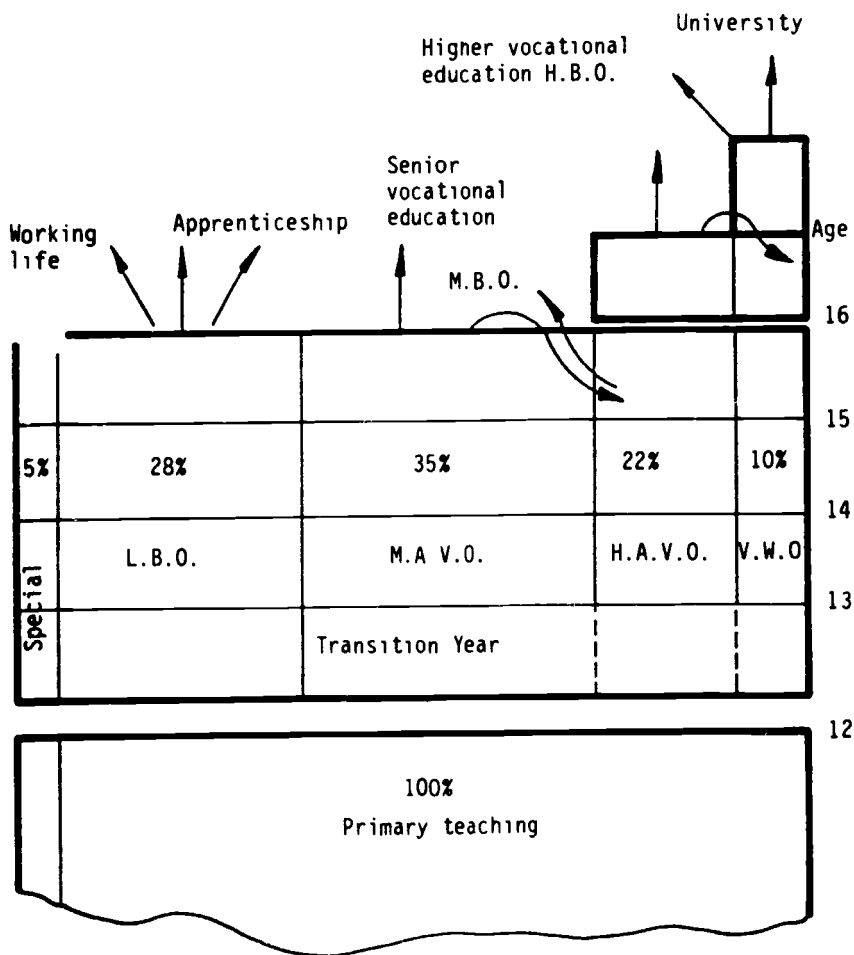 University
Higher vocational
education H.B.O.
Senior
vocational
education
Apprenticeship
Working
life
Age
M.B.O.
16
15
5% 28% 35% 22% 10%
14
L.B.O. M.A V.O. H.A.V.O. V.W.O
Special
13
Transition Year
12
100%
Primary teaching